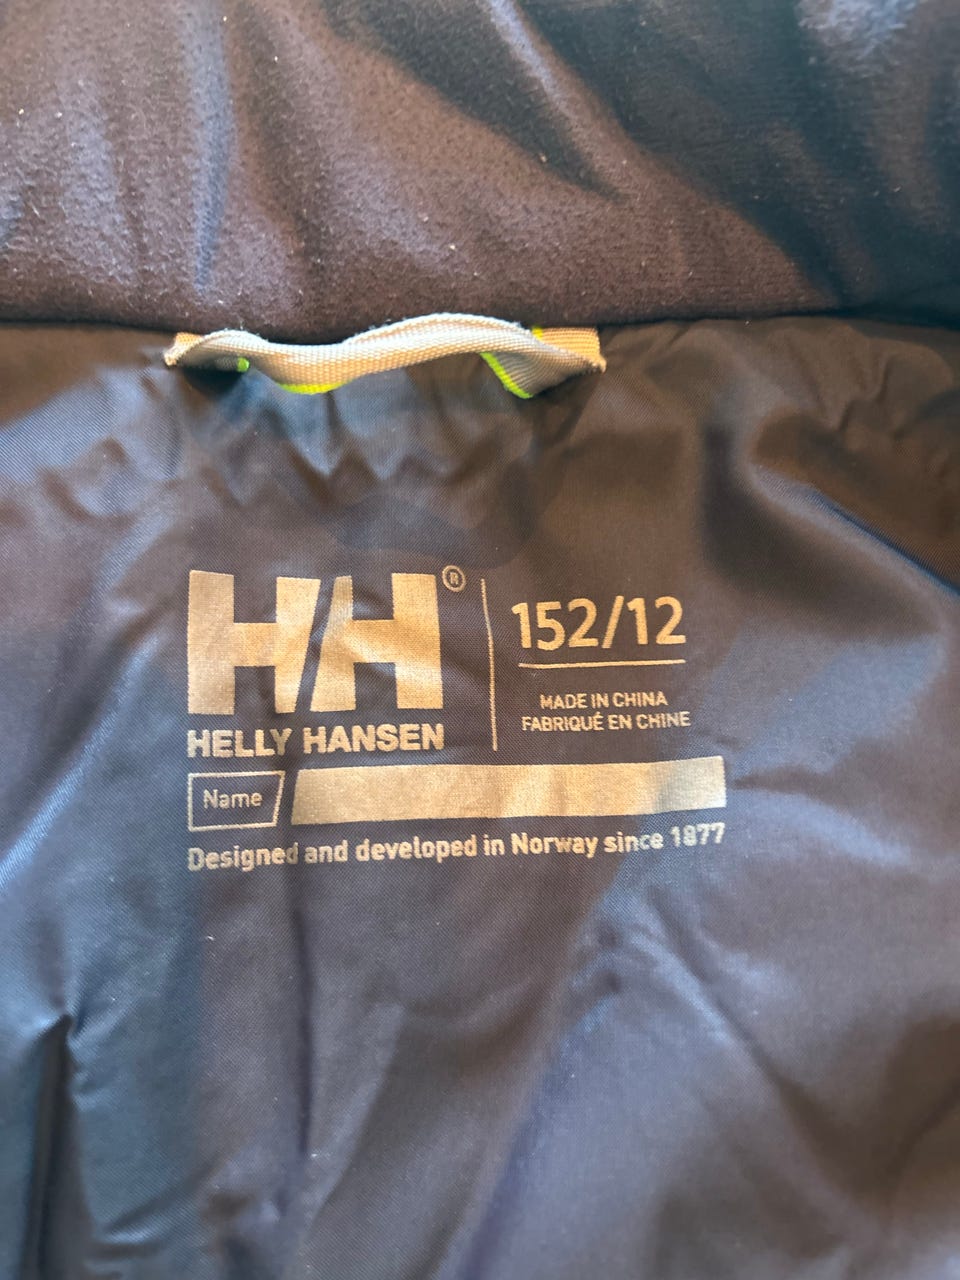 HH®
HELLY HANSEN
152/12
MADE IN CHINA
FABRIQUÉ EN CHINE
Name
Designed and developed in Norway since 1877